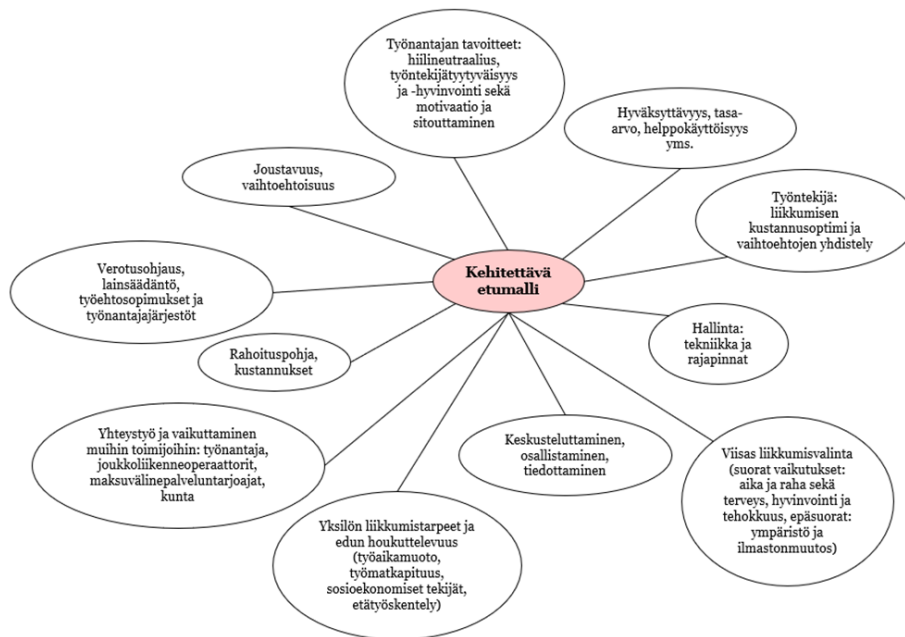 Työnantajan tavoitteet:
hiilineutraalius,
työntekijätyytyväisyys
ja -hyvinvointi sekä
motivaatio ja
sitouttaminen
Hyväksyttävyys, tasa-
arvo, helppokäyttöisyys
yms.
Joustavuus,
vaihtoehtoisuus
Työntekijä:
liikkumisen
kustannusoptimi ja
vaihtoehtojen yhdistely
Verotusohjaus,
lainsäädäntö,
työehtosopimukset ja
työnantajajärjestöt
Kehitettävä
etumalli
Hallinta:
tekniikka ja
rajapinnat
Rahoituspohja,
kustannukset
Yhteystyö ja vaikuttaminen
muihin toimijoihin: työnantaja,
joukkoliikenneoperaattorit,
maksuvälinepalveluntarjoajat,
kunta
Keskusteluttaminen,
osallistaminen,
tiedottaminen
Viisas liikkumisvalinta
(suorat vaikutukset:
aika ja raha sekä
terveys, hyvinvointi ja
tehokkuus, epäsuorat:
ympäristö ja
ilmastonmuutos)
Yksilön liikkumistarpeet ja
edun houkuttelevuus
(työaikamuoto,
työmatkapituus,
sosioekonomiset tekijät,
etätyöskentely)